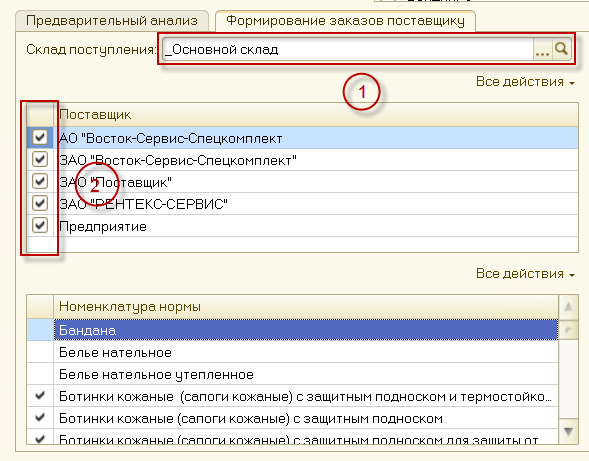 Предварительный анализ
Формирование заказов поставщику
Склад поступления:
_Основной склад
...
1
Все действия
Поставщик
АО "Восток-Сервис-Спецкомплект
ЗАО "Восток-Сервис-Спецкомплект"
ЗАО "Поставщик"
2
ЗАО "РЕНТЕКС-СЕРВИС"
Предприятие
Все действия
Номенклатура нормы
Бандана
Белье нательное
Белье нательное утепленное
Ботинки кожаные (сапоги кожаные) с защитным подноском и термостойко...
Ботинки кожаные (сапоги кожаные) с защитным подноском
Ботинки кожаные (сапоги кожаные) с защитным подноском для защиты от